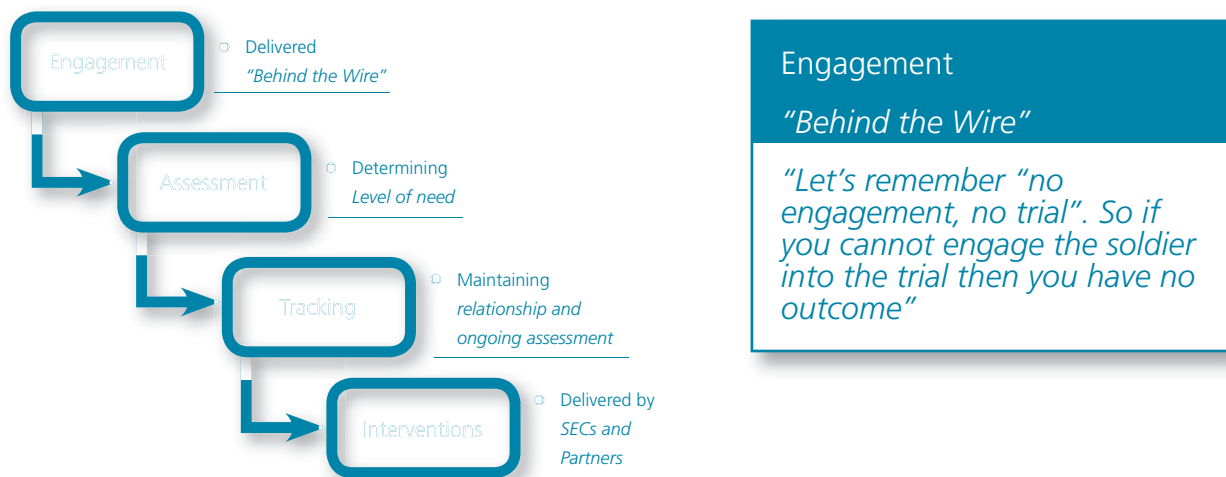 Engagement
Delivered
“Behind the Wire”
Assessment
Determining
Level of need
Tracking
Maintaining
relationship and
ongoing assessment
Interventions
Delivered by
SECs and
Partners
Engagement
“Behind the Wire”
“Let’s remember “no
engagement, no trial”. So if
you cannot engage the soldier
into the trial then you have no
outcome”